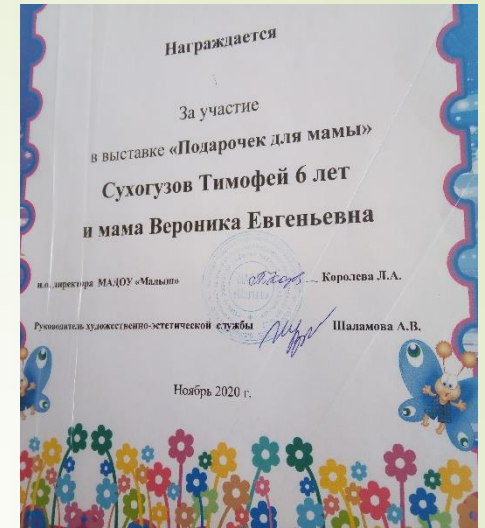 Награждается
За участие
в выставке «Подарочек для мамы»
Сухогузов Тимофей 6 лет
и мама Вероника Евгеньевна
и.о. директора МАДОУ «Малыш» Королева Л.А.
Руководитель художественно-эстетической службы Шаламова А.В.
Ноябрь 2020 г.